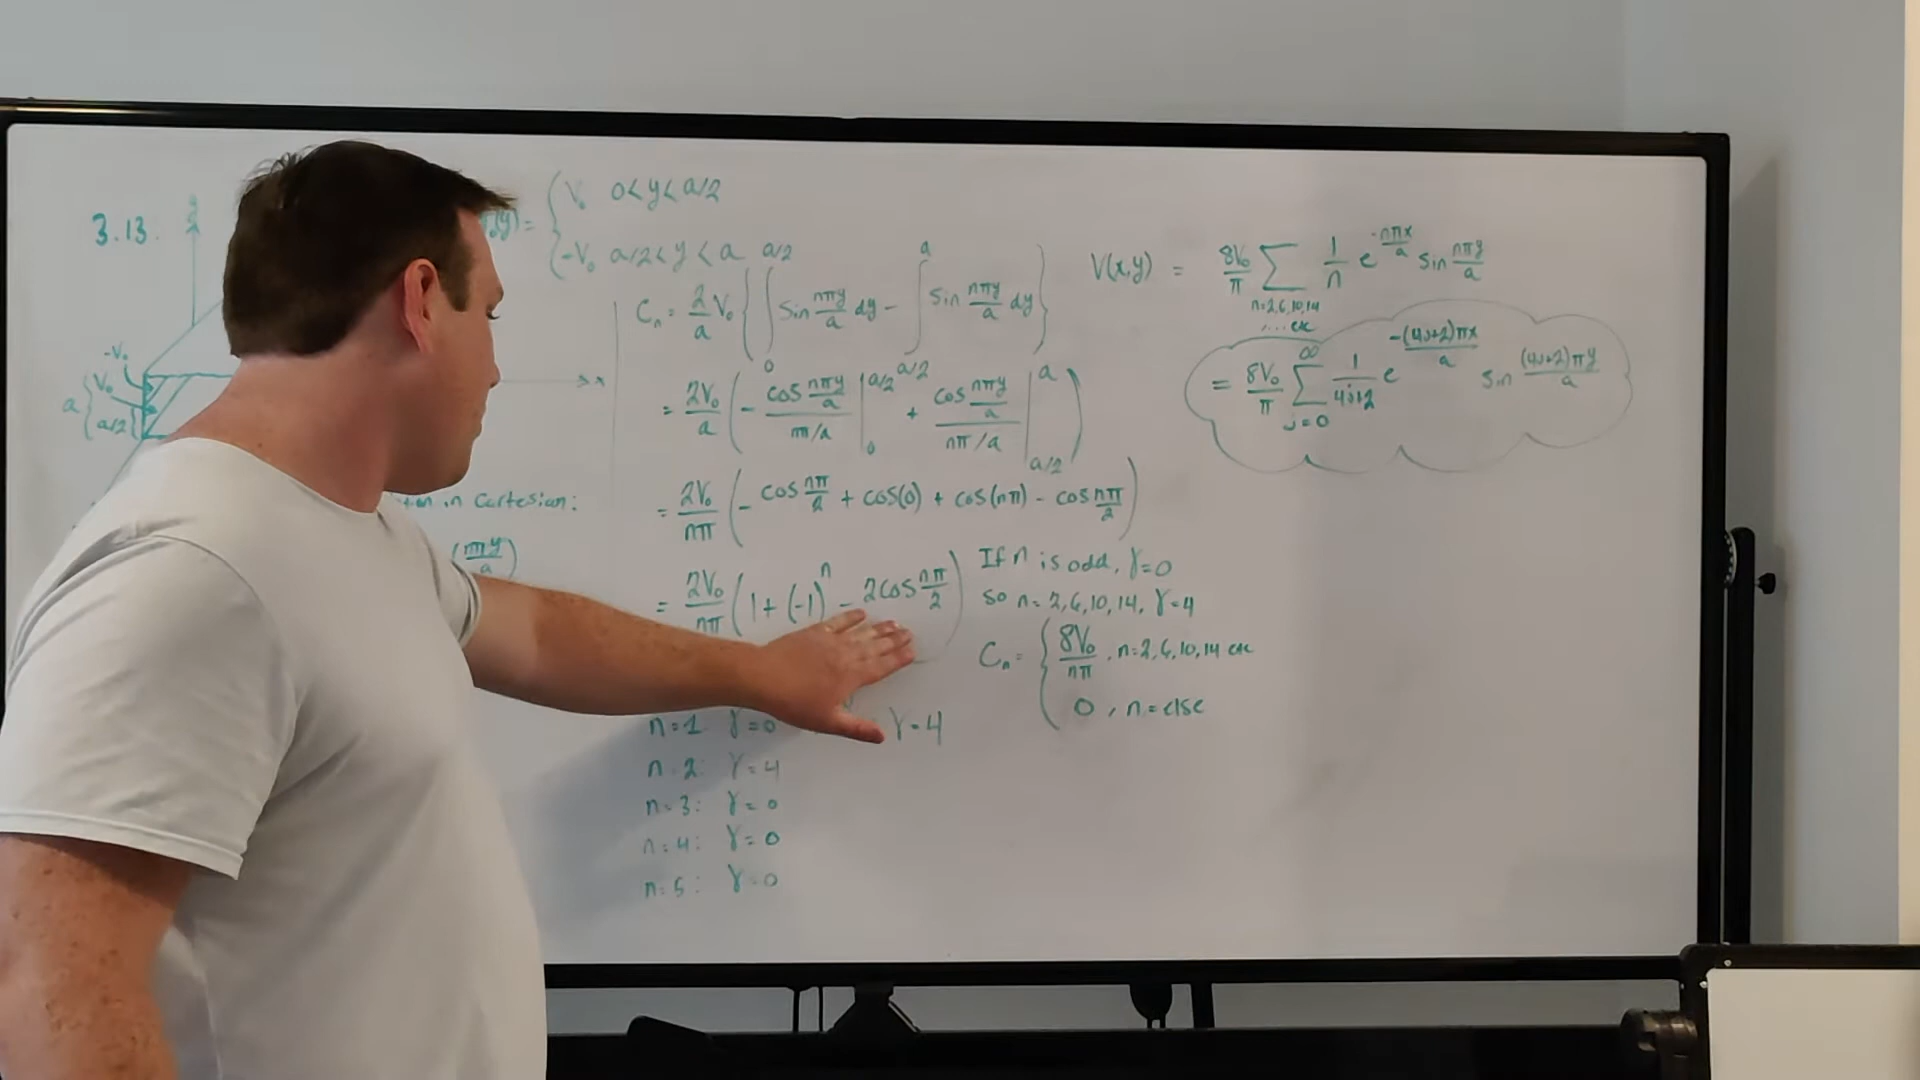 3.13.
(y) = { V₀ 0<y<a/2
-V₀ a/2<y<a
-V₀
V₀
a { a/2 {
x
Cₙ = 2/a V₀ { ∫₀^(a/2) sin nπy/a dy - ∫_(a/2)^a sin nπy/a dy }
= 2V₀/a ( - cos nπy/a / nπ/a |₀^(a/2) + cos nπy/a / nπ/a |_(a/2)^a )
in Cartesian:
= 2V₀/nπ ( - cos nπ/2 + cos(0) + cos(nπ) - cos nπ/2 )
(nπy/a)
= 2V₀/nπ ( 1 + (-1)ⁿ - 2cos nπ/2 )
n=1: γ=0
γ=4
n=2: γ=4
n=3: γ=0
n=4: γ=0
n=5: γ=0
If n is odd, γ=0
so n=2,6,10,14, γ=4
Cₙ = { 8V₀/nπ , n=2,6,10,14 etc
0 , n=else
V(x,y) = 8V₀/π Σ 1/n e^(-nπx/a) sin nπy/a
n=2,6,10,14
....etc
= 8V₀/π Σ_(j=0)^∞ 1/(4j+2) e^(-(4j+2)πx/a) sin (4j+2)πy/a